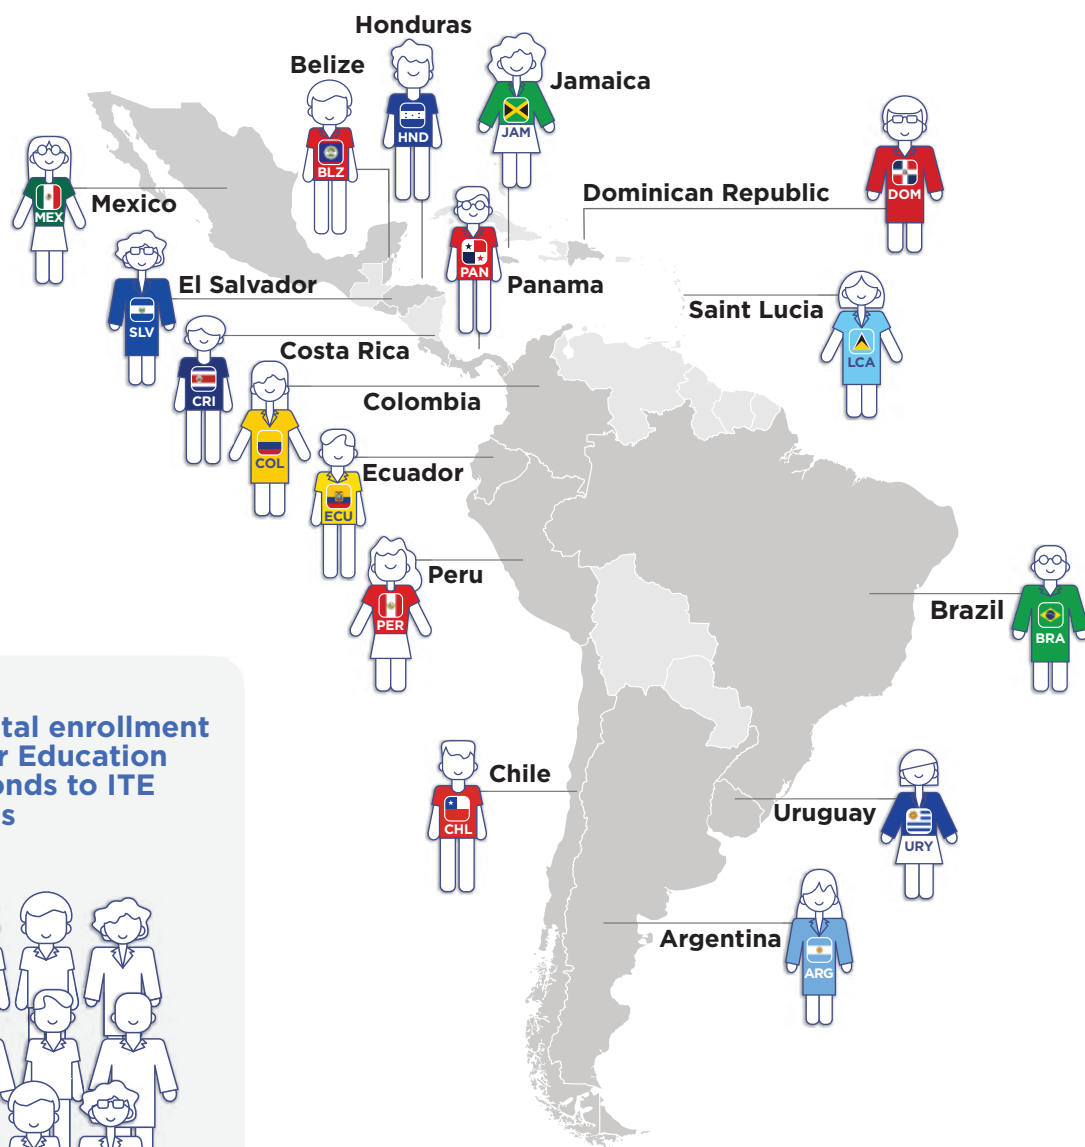 Honduras
Belize
Jamaica
HND
JAM
BLZ
Dominican Republic
DOM
Mexico
MEX
PAN
El Salvador
Panama
Saint Lucia
SLV
Costa Rica
LCA
CRI
Colombia
COL
Ecuador
ECU
Peru
PER
Brazil
BRA
tal enrollment
r Education
onds to ITE
s
Chile
CHL
Uruguay
URY
Argentina
ARG